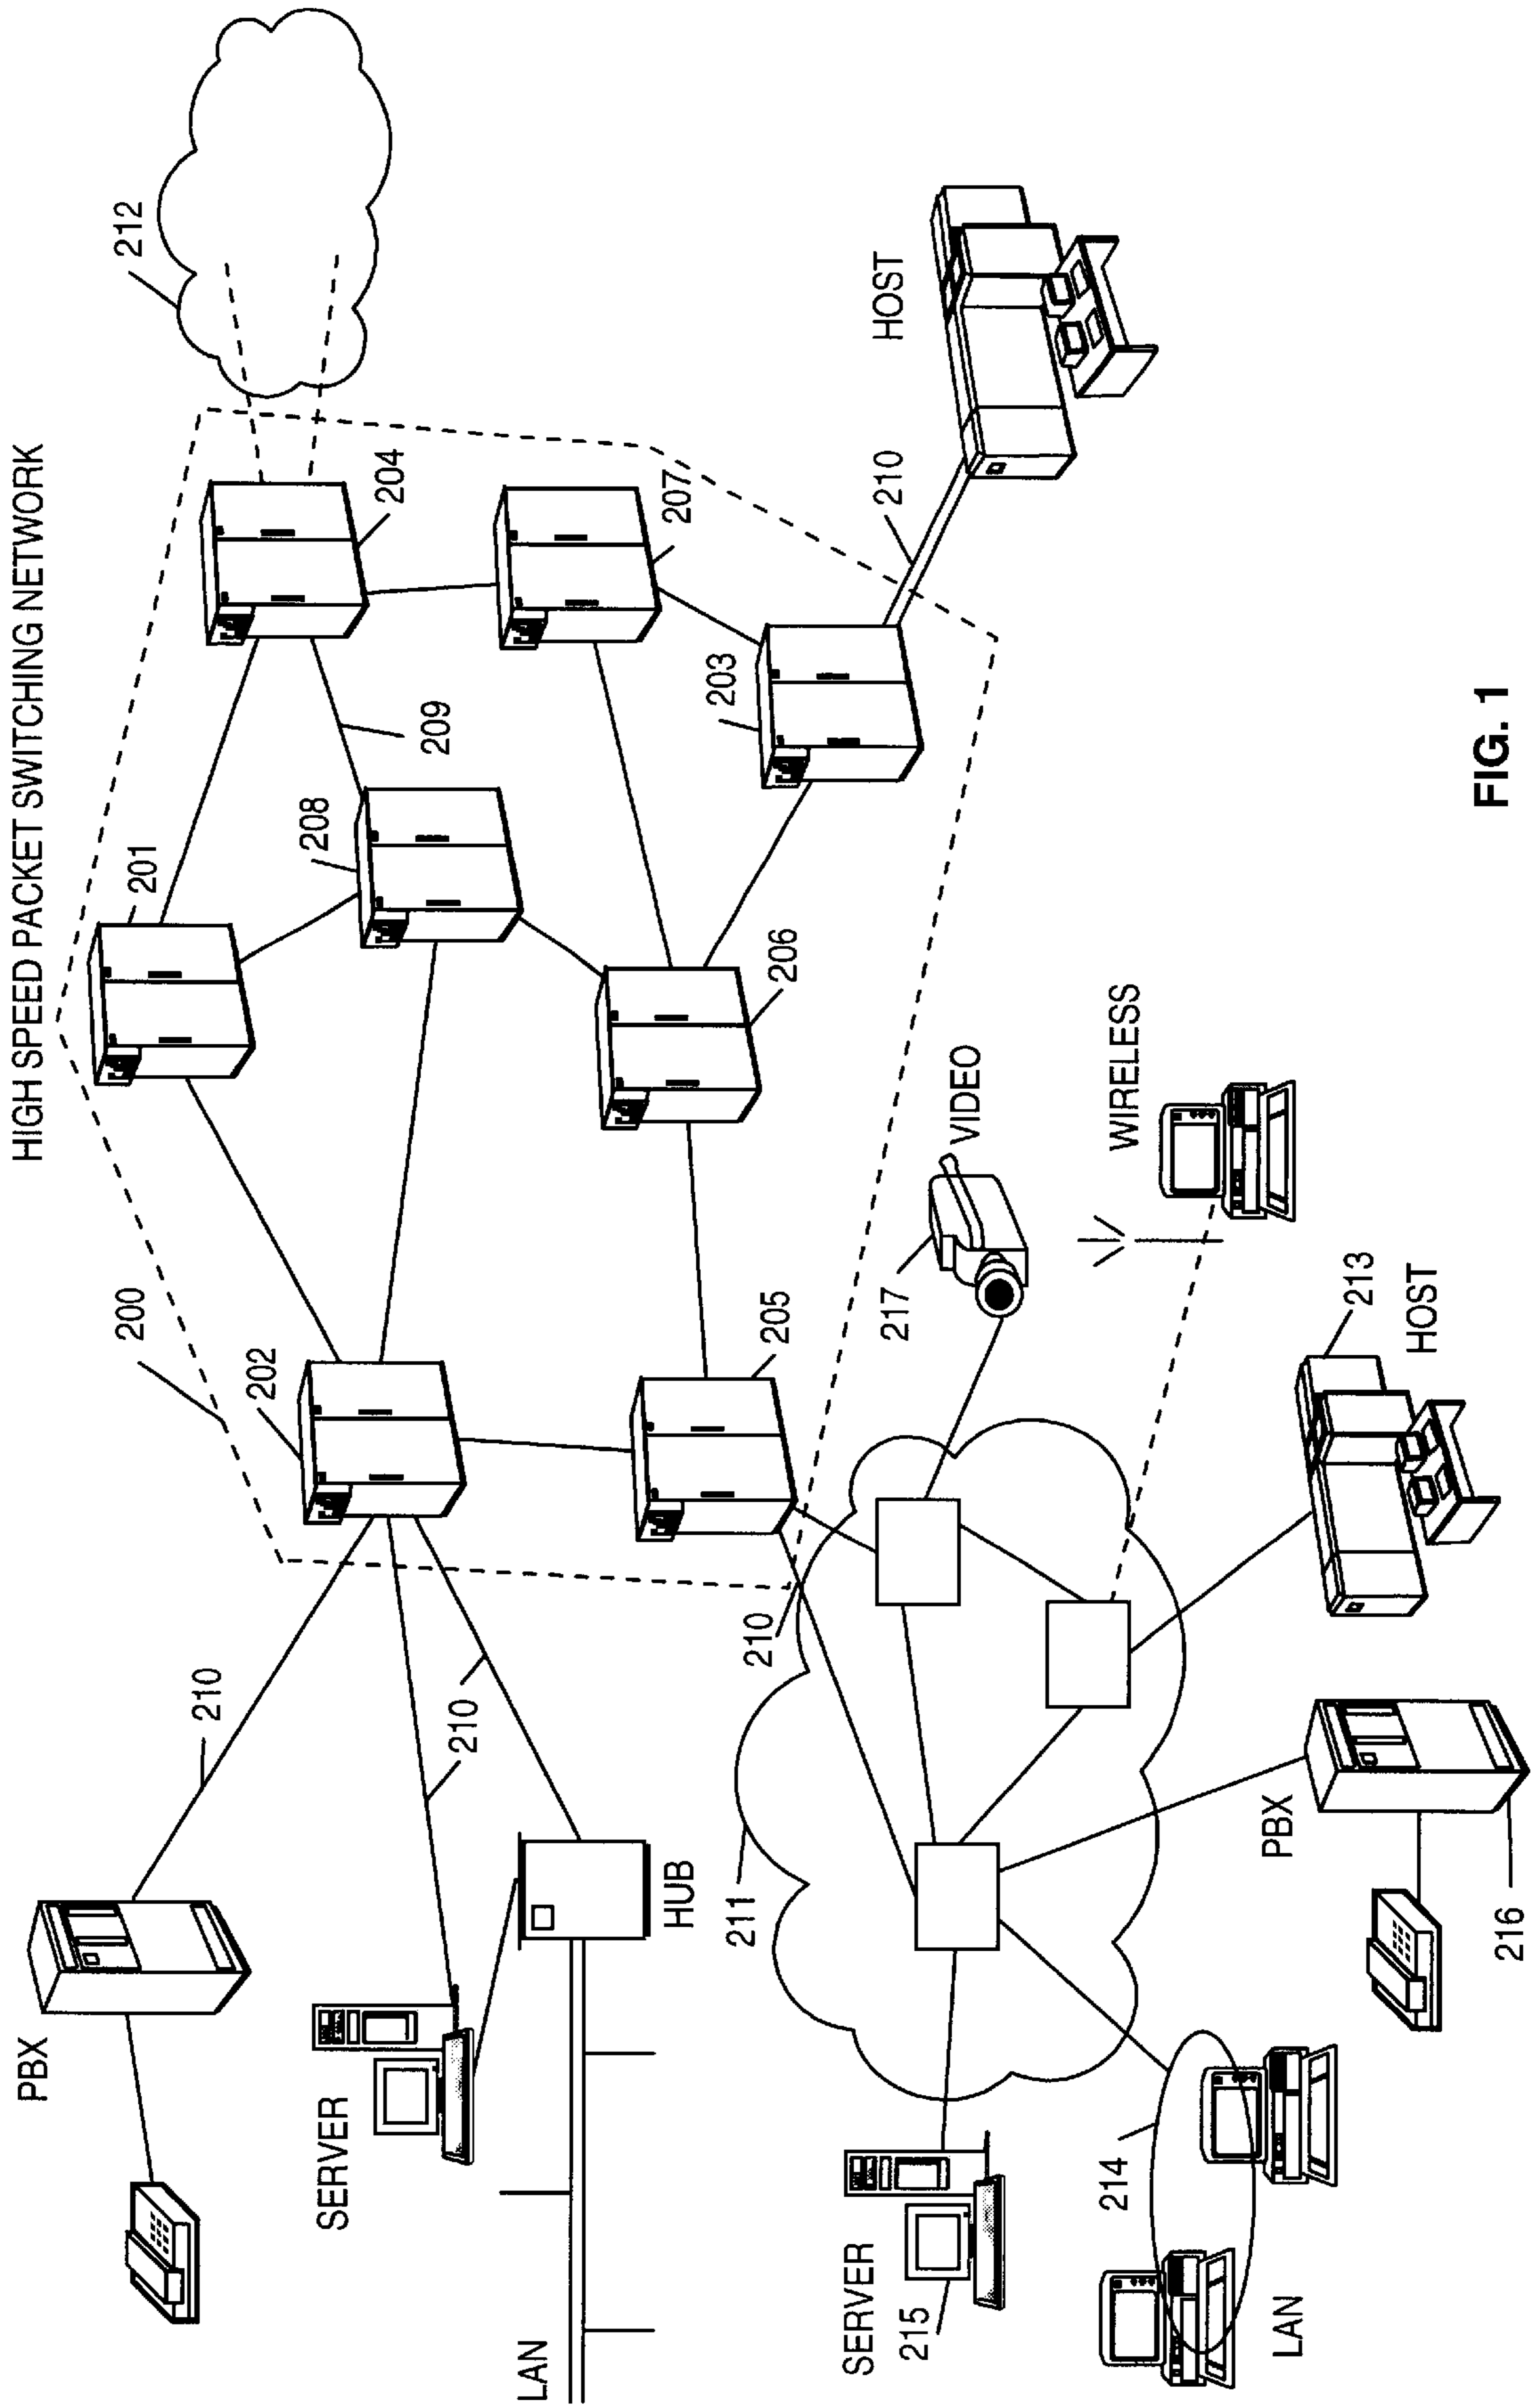 HIGH SPEED PACKET SWITCHING NETWORK
212
200
201
204
PBX
210
202
208
209
SERVER
210
207
HOST
210
203
206
205
HUB
LAN
210
211
217
VIDEO
WIRELESS
SERVER
215
214
LAN
PBX
216
213
HOST
FIG. 1